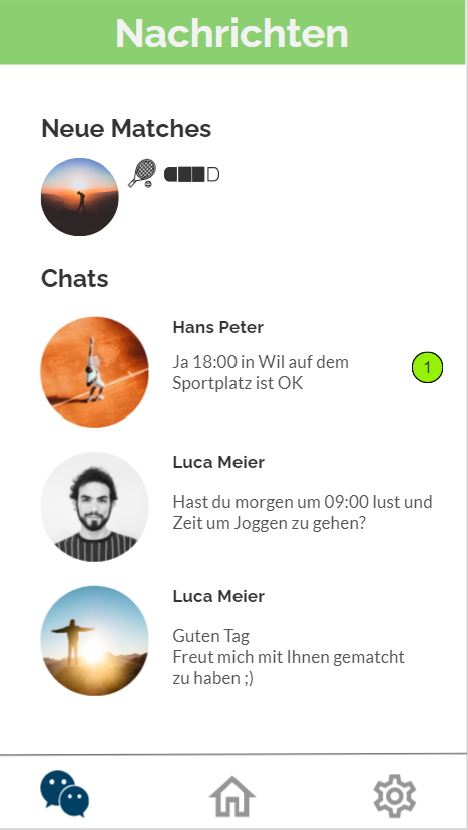 Nachrichten
Neue Matches
Chats
Hans Peter
Ja 18:00 in Wil auf dem
Sportplatz ist OK
1
Luca Meier
Hast du morgen um 09:00 lust und
Zeit um Joggen zu gehen?
Luca Meier
Guten Tag
Freut mich mit Ihnen gematcht
zu haben ;)